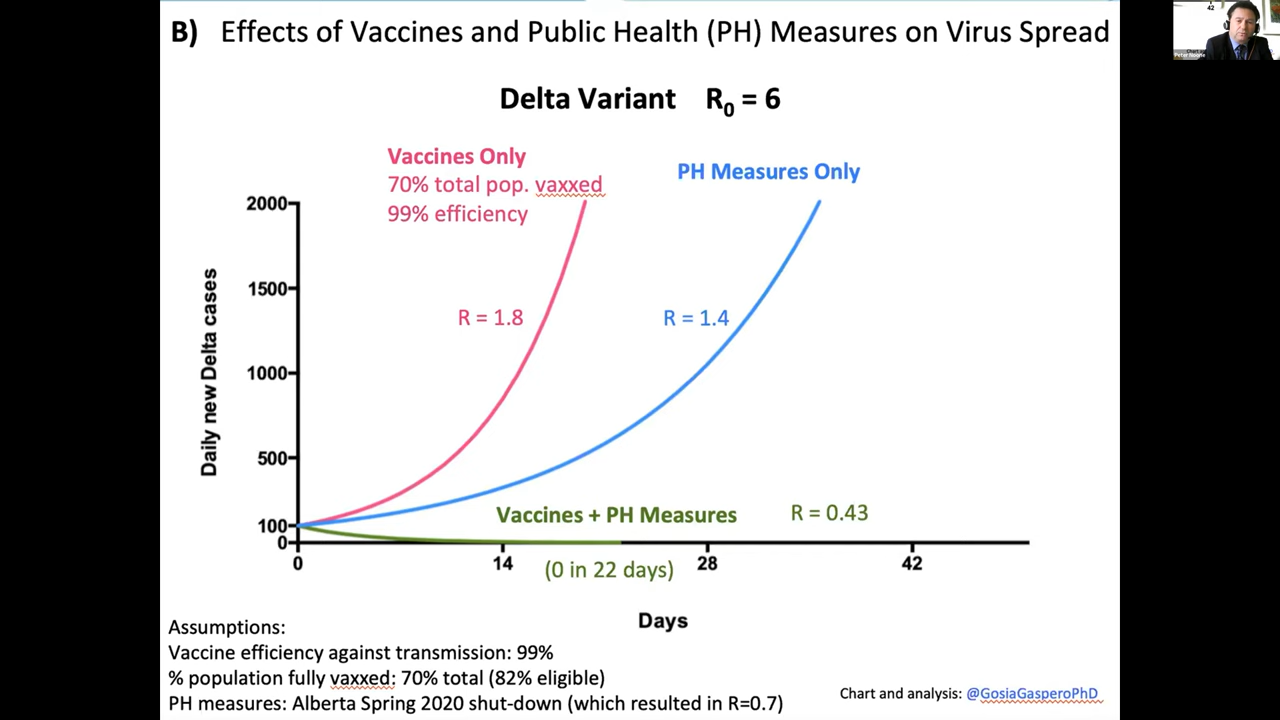 B) Effects of Vaccines and Public Health (PH) Measures on Virus Spread
42
Delta Variant R0 = 6
Vaccines Only
70% total pop. vaxxed
99% efficiency
PH Measures Only
2000
1500
1000
500
100
0
Daily new Delta cases
R = 1.8
R = 1.4
Vaccines + PH Measures
R = 0.43
0
14
28
42
(0 in 22 days)
Days
Assumptions:
Vaccine efficiency against transmission: 99%
% population fully vaxxed: 70% total (82% eligible)
PH measures: Alberta Spring 2020 shut-down (which resulted in R=0.7)
Chart and analysis: @GosiaGasperoPhD